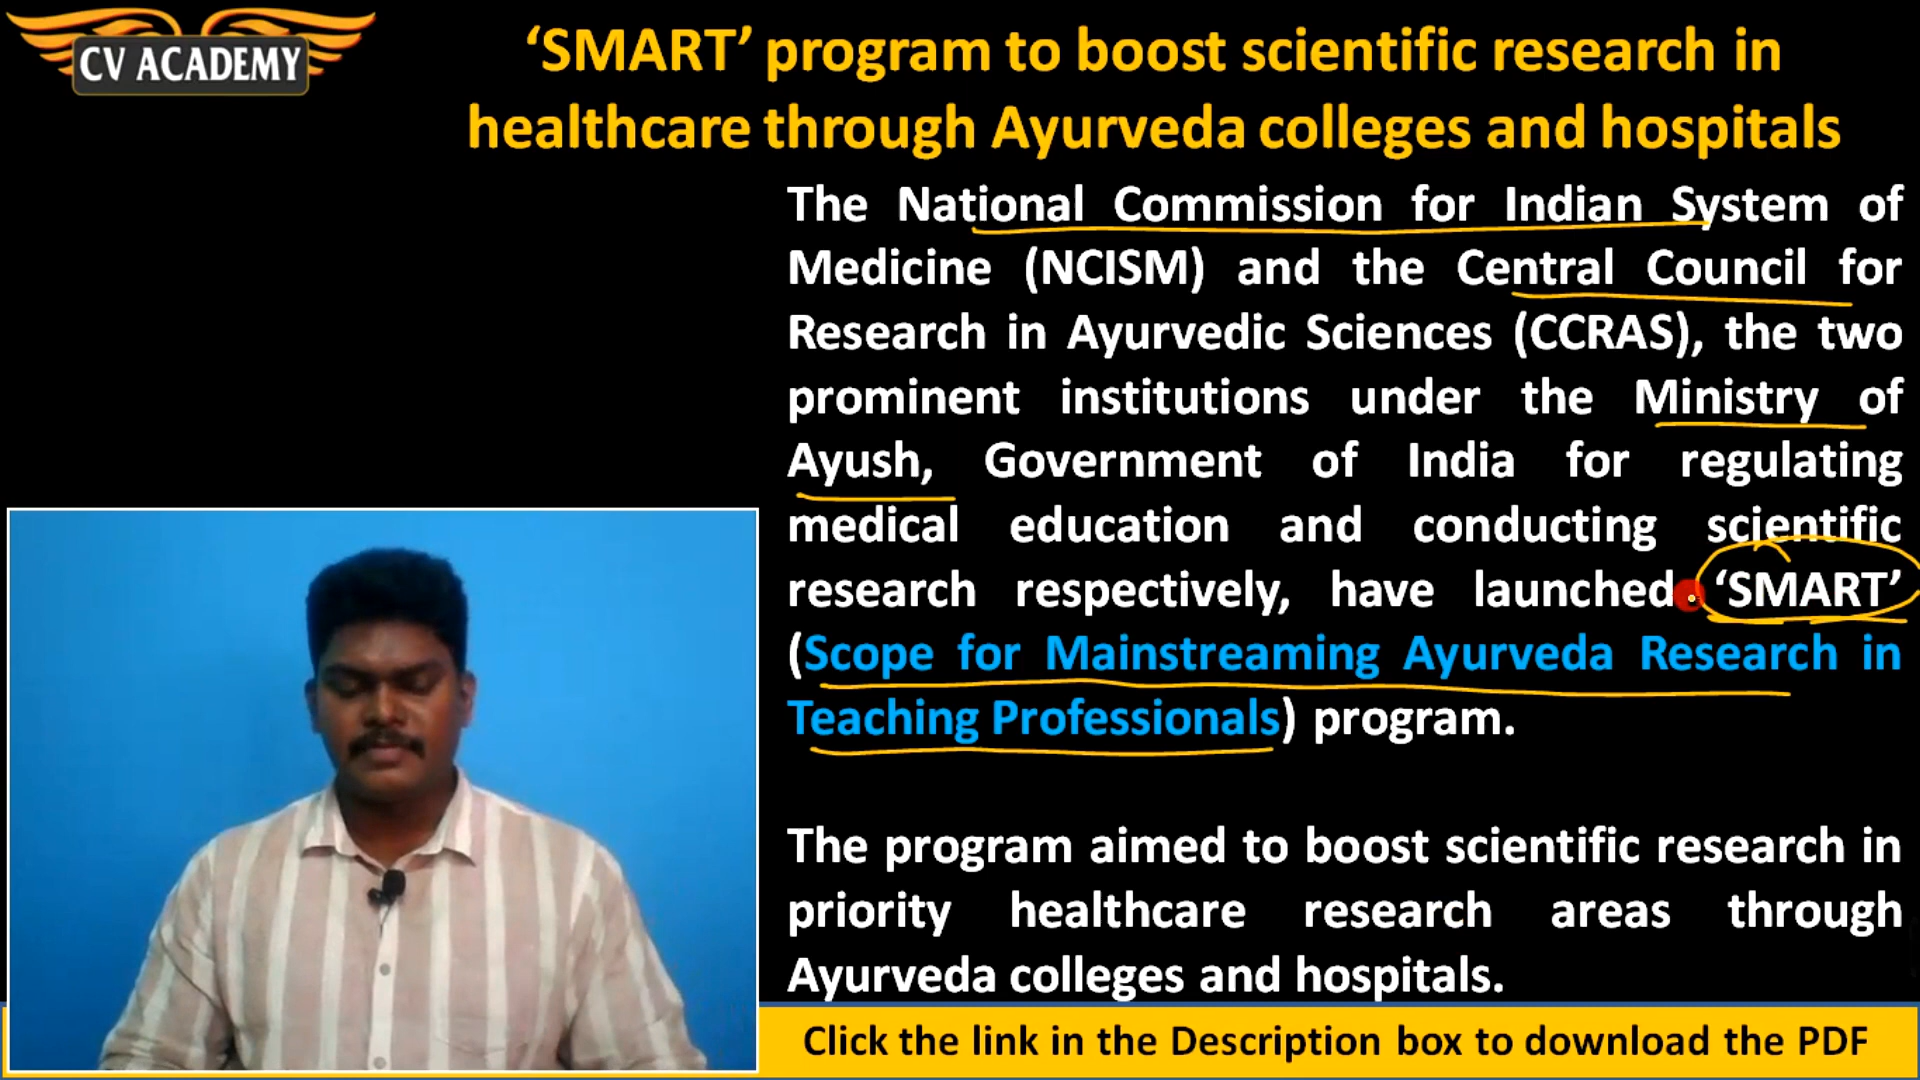 CV ACADEMY
‘SMART’ program to boost scientific research in
healthcare through Ayurveda colleges and hospitals
The National Commission for Indian System of
Medicine (NCISM) and the Central Council for
Research in Ayurvedic Sciences (CCRAS), the two
prominent institutions under the Ministry of
Ayush, Government of India for regulating
medical education and conducting scientific
research respectively, have launched ‘SMART’
(Scope for Mainstreaming Ayurveda Research in
Teaching Professionals) program.
The program aimed to boost scientific research in
priority healthcare research areas through
Ayurveda colleges and hospitals.
Click the link in the Description box to download the PDF